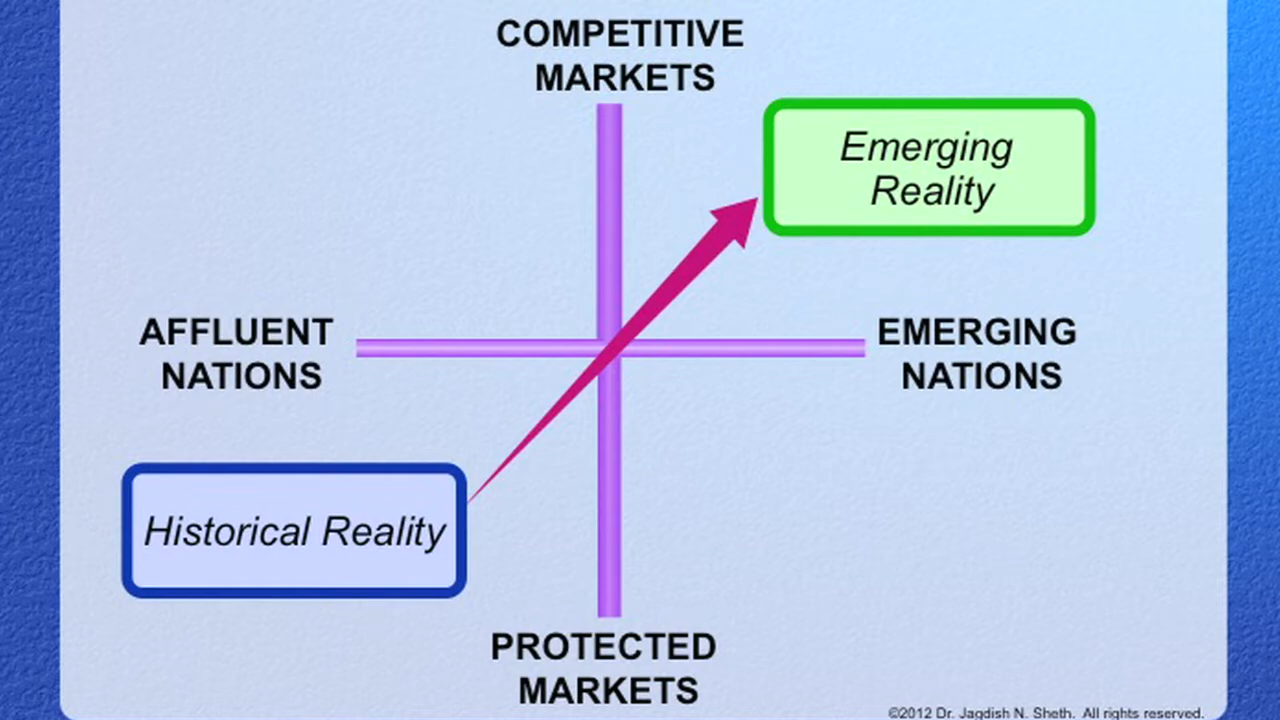 COMPETITIVE
MARKETS
Emerging
Reality
AFFLUENT
NATIONS
EMERGING
NATIONS
Historical Reality
PROTECTED
MARKETS
©2012 Dr. Jagdish N. Sheth. All rights reserved.